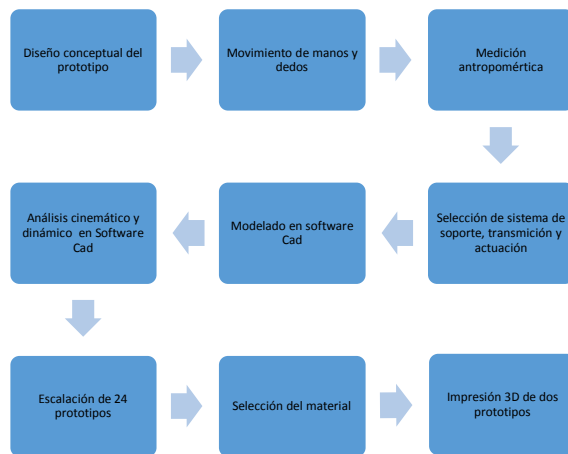 Diseño conceptual del
prototipo
Movimiento de manos y
dedos
Medición
antropomértica
Selección de sistema de
soporte, transmición y
actuación
Modelado en software
Cad
Análisis cinemático y
dinámico en Software
Cad
Escalación de 24
prototipos
Selección del material
Impresión 3D de dos
prototipos